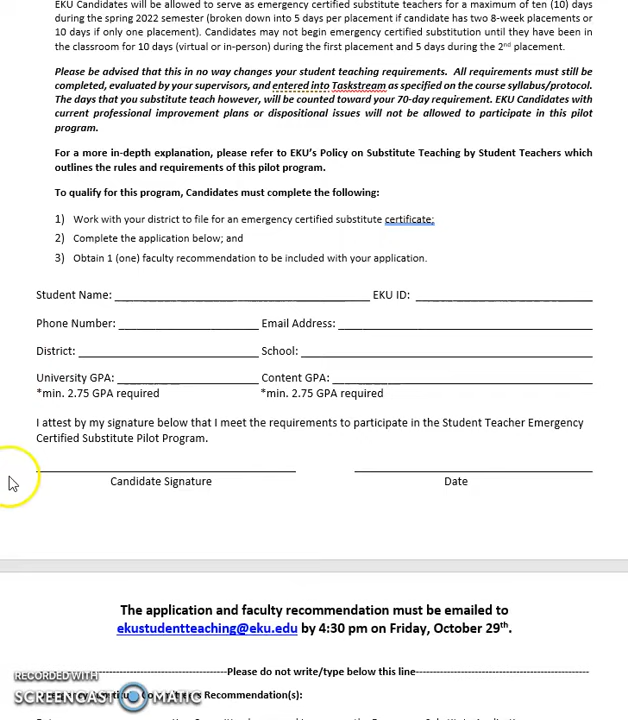 EKU Candidates will be allowed to serve as emergency certified substitute teachers for a maximum of ten (10) days
during the spring 2022 semester (broken down into 5 days per placement if candidate has two 8-week placements or
10 days if only one placement). Candidates may not begin emergency certified substitution until they have been in
the classroom for 10 days (virtual or in-person) during the first placement and 5 days during the 2nd placement.
Please be advised that this in no way changes your student teaching requirements. All requirements must still be
completed, evaluated by your supervisors, and entered into Taskstream as specified on the course syllabus/protocol.
The days that you substitute teach however, will be counted toward your 70-day requirement. EKU Candidates with
current professional improvement plans or dispositional issues will not be allowed to participate in this pilot
program.
For a more in-depth explanation, please refer to EKU's Policy on Substitute Teaching by Student Teachers which
outlines the rules and requirements of this pilot program.
To qualify for this program, Candidates must complete the following:
1) Work with your district to file for an emergency certified substitute certificate;
2) Complete the application below; and
3) Obtain 1 (one) faculty recommendation to be included with your application.
Student Name: ______ EKU ID: ______
Phone Number: ______ Email Address: ______
District: ______ School: ______
University GPA: ______ Content GPA: ______
*min. 2.75 GPA required *min. 2.75 GPA required
I attest by my signature below that I meet the requirements to participate in the Student Teacher Emergency
Certified Substitute Pilot Program.
Candidate Signature Date
The application and faculty recommendation must be emailed to
ekustudentteaching@eku.edu by 4:30 pm on Friday, October 29th.
RECORDED WITH
------Please do not write/type below this line------
SCREENCAST MATIC
Recommendation(s):